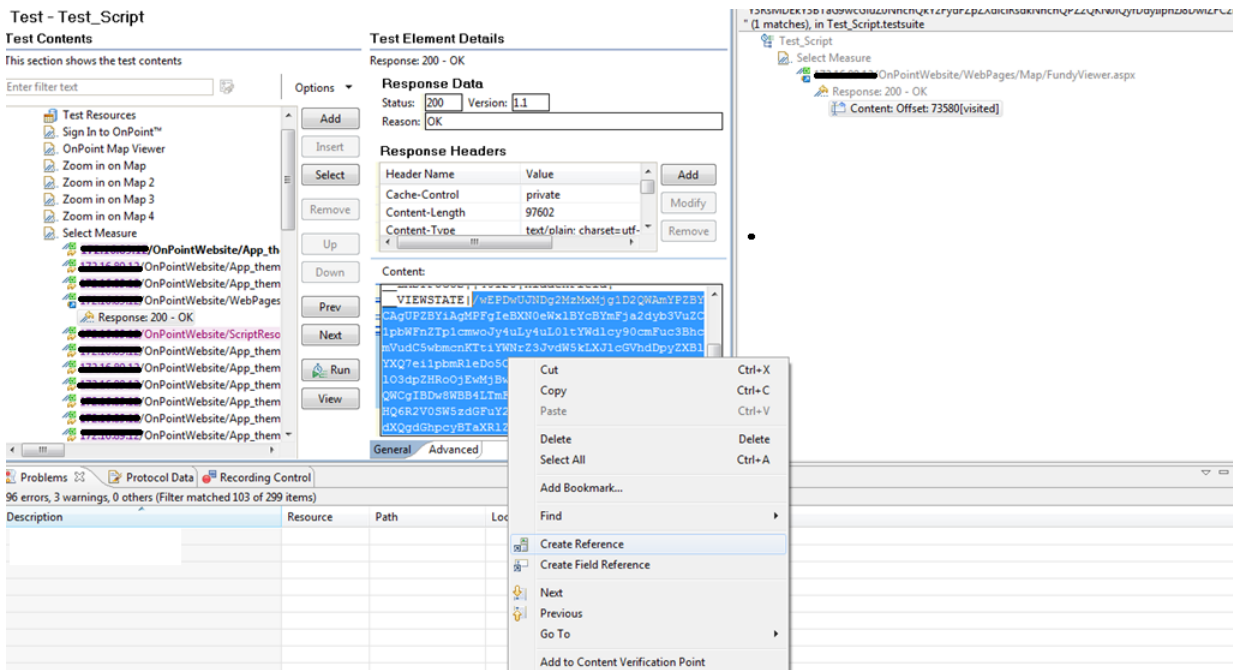 Test - Test_Script
Test Contents
This section shows the test contents
Enter filter text
Options
Test Resources
Sign In to OnPoint™
OnPoint Map Viewer
Zoom in on Map
Zoom in on Map 2
Zoom in on Map 3
Zoom in on Map 4
Select Measure
/OnPointWebsite/App_th
/OnPointWebsite/App_them
/OnPointWebsite/App_them
/OnPointWebsite/WebPages
Response: 200 - OK
/OnPointWebsite/ScriptReso
/OnPointWebsite/App_them
/OnPointWebsite/App_them
/OnPointWebsite/App_them
/OnPointWebsite/App_them
/OnPointWebsite/App_them
/OnPointWebsite/App_them
Add
Insert
Select
Remove
Up
Down
Prev
Next
Run
View
Test Element Details
Response: 200 - OK
Response Data
Status: 200 Version: 1.1
Reason: OK
Response Headers
Header Name Value
Cache-Control private
Content-Length 97602
Content-Type text/plain; charset=utf-
Add
Modify
Remove
Content:
__VIEWSTATE|/wEPDwUJNDg2MzMxMjg1D2QWAmYPZBY
CAgUPZBYiAgMPFgIeBXN0eWxlBYcBYmFja2dyb3VuZC
1pbWFnZTplcmwoJy4uLy4uL0ltYWdlcy90cmFuc3Bhc
mVudC5wbmcnKTtiYWNrZ3JvdW5kLXJlcGVhdDpyZXBl
General Advanced
Cut Ctrl+X
Copy Ctrl+C
Paste Ctrl+V
Delete Delete
Select All Ctrl+A
Add Bookmark...
Find
Create Reference
Create Field Reference
Next
Previous
Go To
Add to Content Verification Point
" (1 matches), in Test_Script.testsuite
Test_Script
Select Measure
/OnPointWebsite/WebPages/Map/FundyViewer.aspx
Response: 200 - OK
Content: Offset: 73580[visited]
Problems Protocol Data Recording Control
96 errors, 3 warnings, 0 others (Filter matched 103 of 299 items)
Description Resource Path Loc